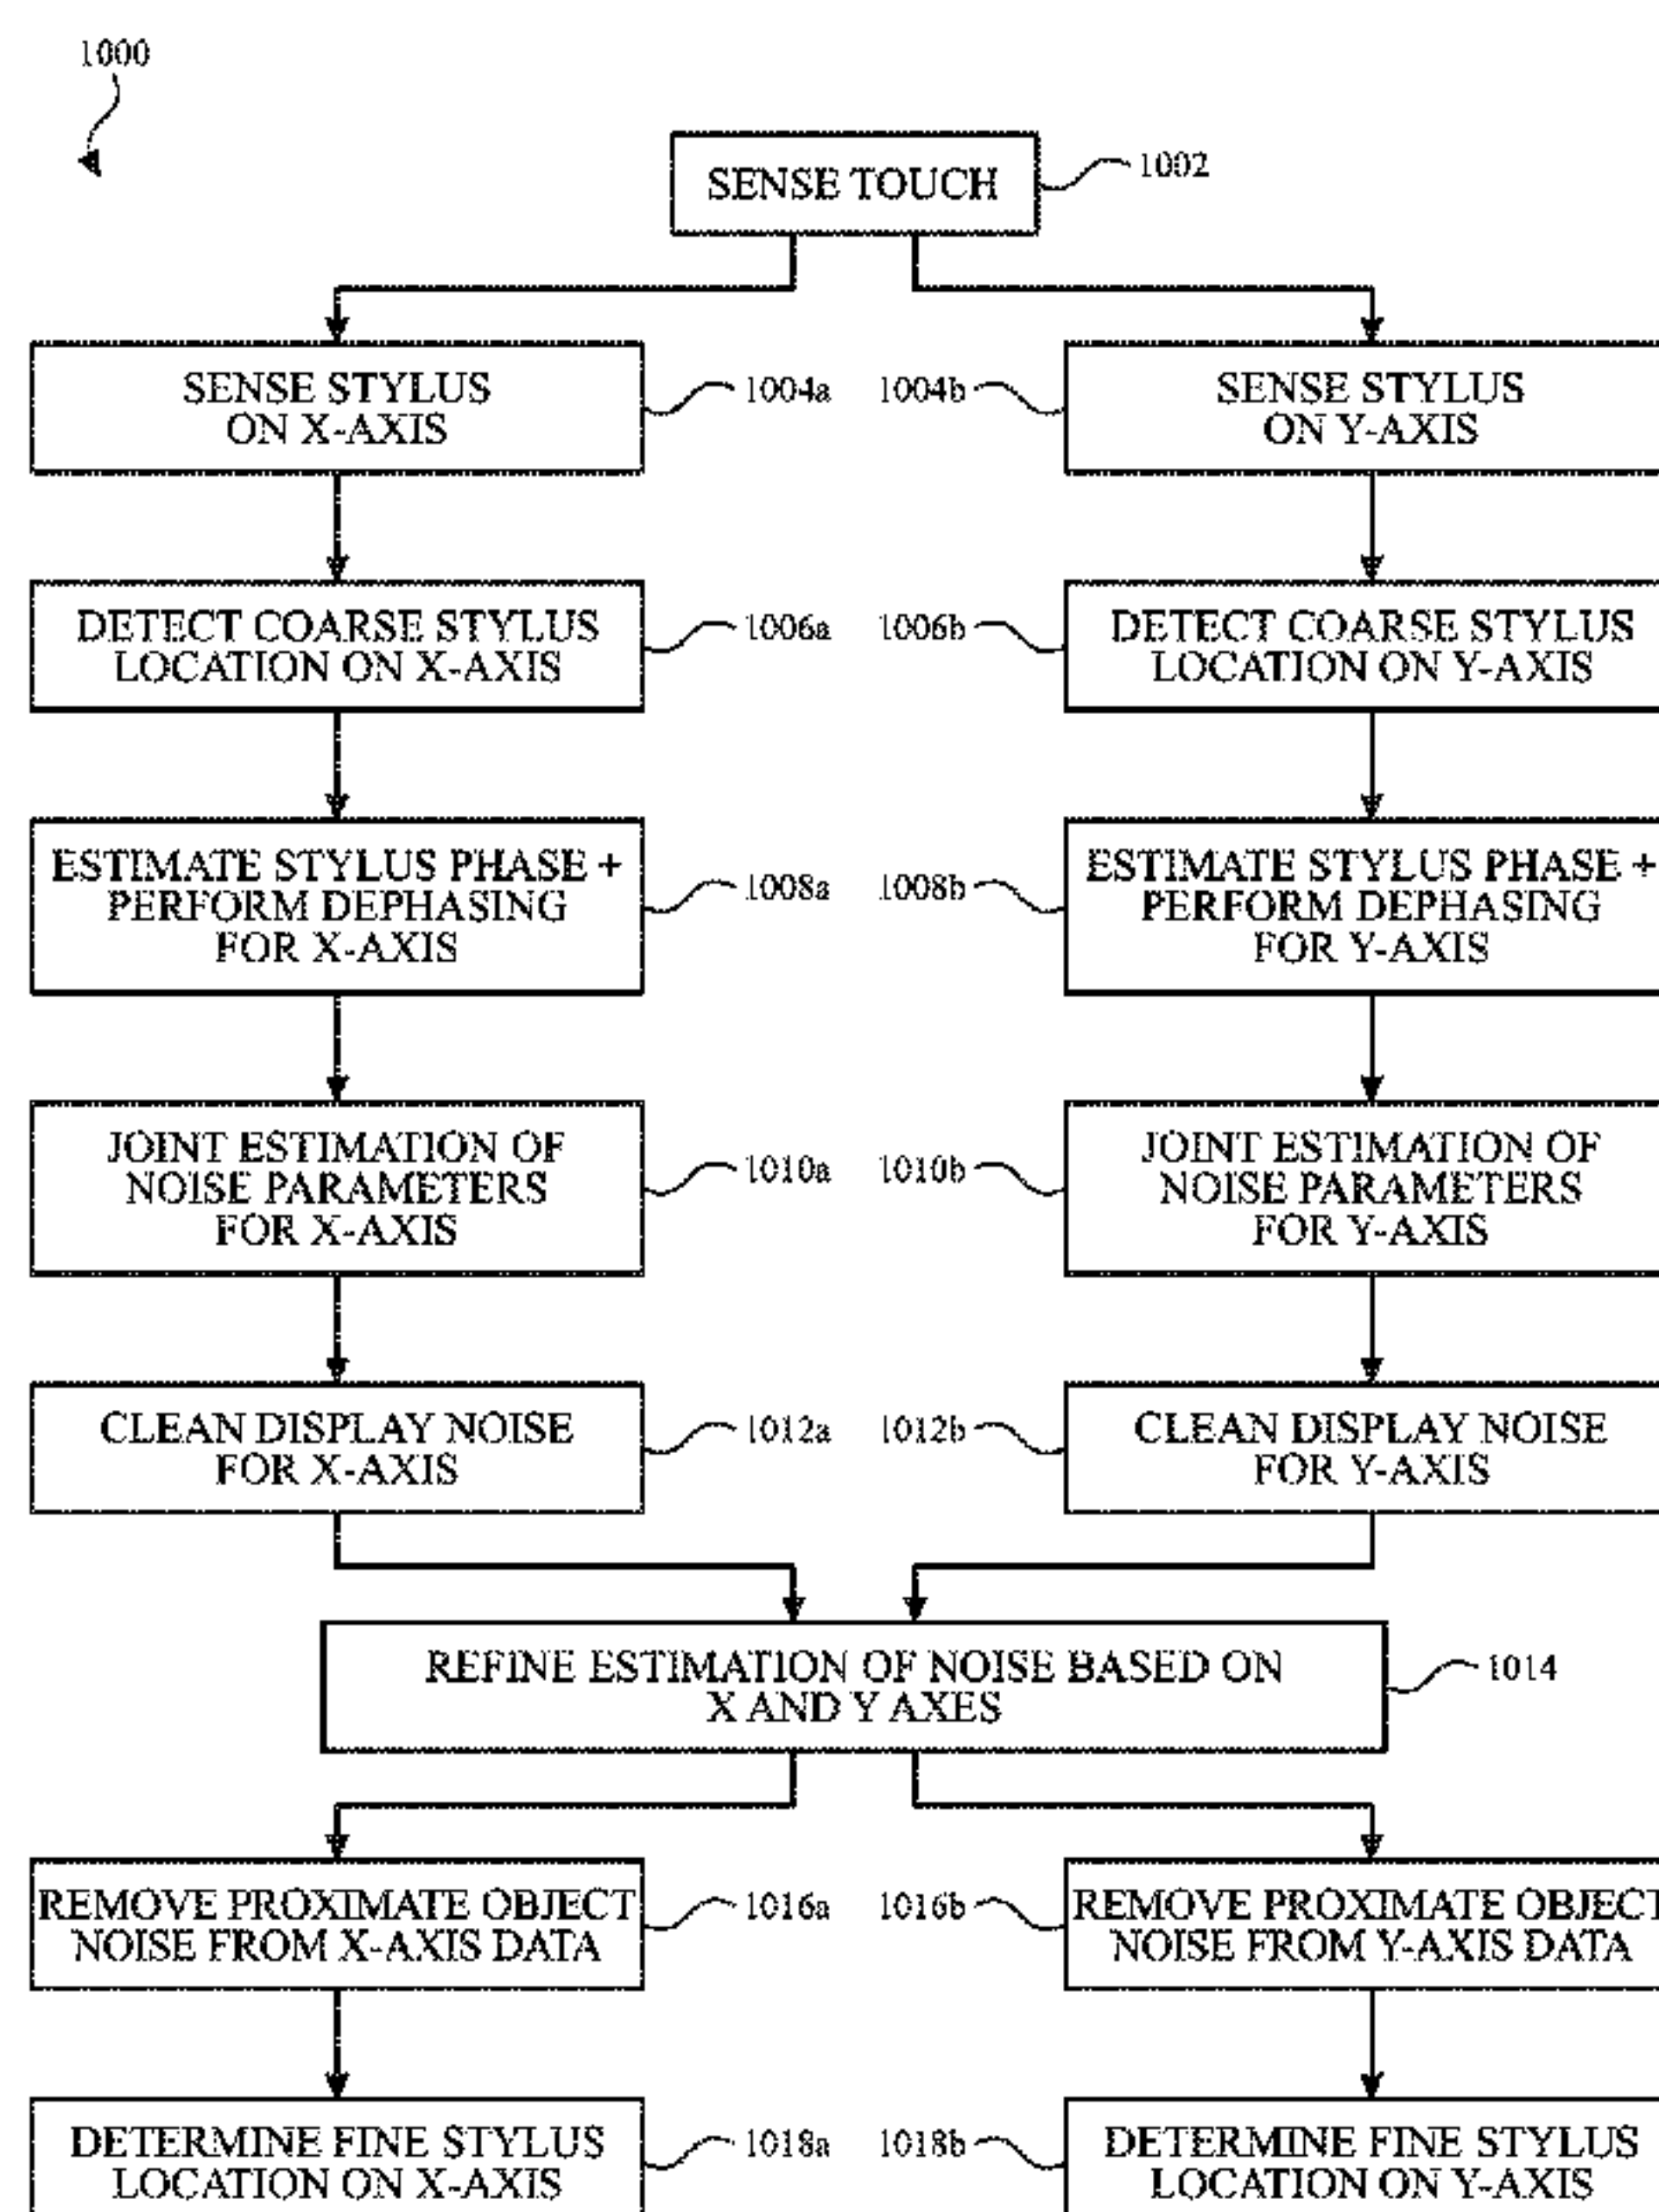 1000
SENSE TOUCH
1002
SENSE STYLUS
ON X-AXIS
1004a
1004b
SENSE STYLUS
ON Y-AXIS
DETECT COARSE STYLUS
LOCATION ON X-AXIS
1006a
1006b
DETECT COARSE STYLUS
LOCATION ON Y-AXIS
ESTIMATE STYLUS PHASE +
PERFORM DEPHASING
FOR X-AXIS
1008a
1008b
ESTIMATE STYLUS PHASE +
PERFORM DEPHASING
FOR Y-AXIS
JOINT ESTIMATION OF
NOISE PARAMETERS
FOR X-AXIS
1010a
1010b
JOINT ESTIMATION OF
NOISE PARAMETERS
FOR Y-AXIS
CLEAN DISPLAY NOISE
FOR X-AXIS
1012a
1012b
CLEAN DISPLAY NOISE
FOR Y-AXIS
REFINE ESTIMATION OF NOISE BASED ON
X AND Y AXES
1014
REMOVE PROXIMATE OBJECT
NOISE FROM X-AXIS DATA
1016a
1016b
REMOVE PROXIMATE OBJECT
NOISE FROM Y-AXIS DATA
DETERMINE FINE STYLUS
LOCATION ON X-AXIS
1018a
1018b
DETERMINE FINE STYLUS
LOCATION ON Y-AXIS